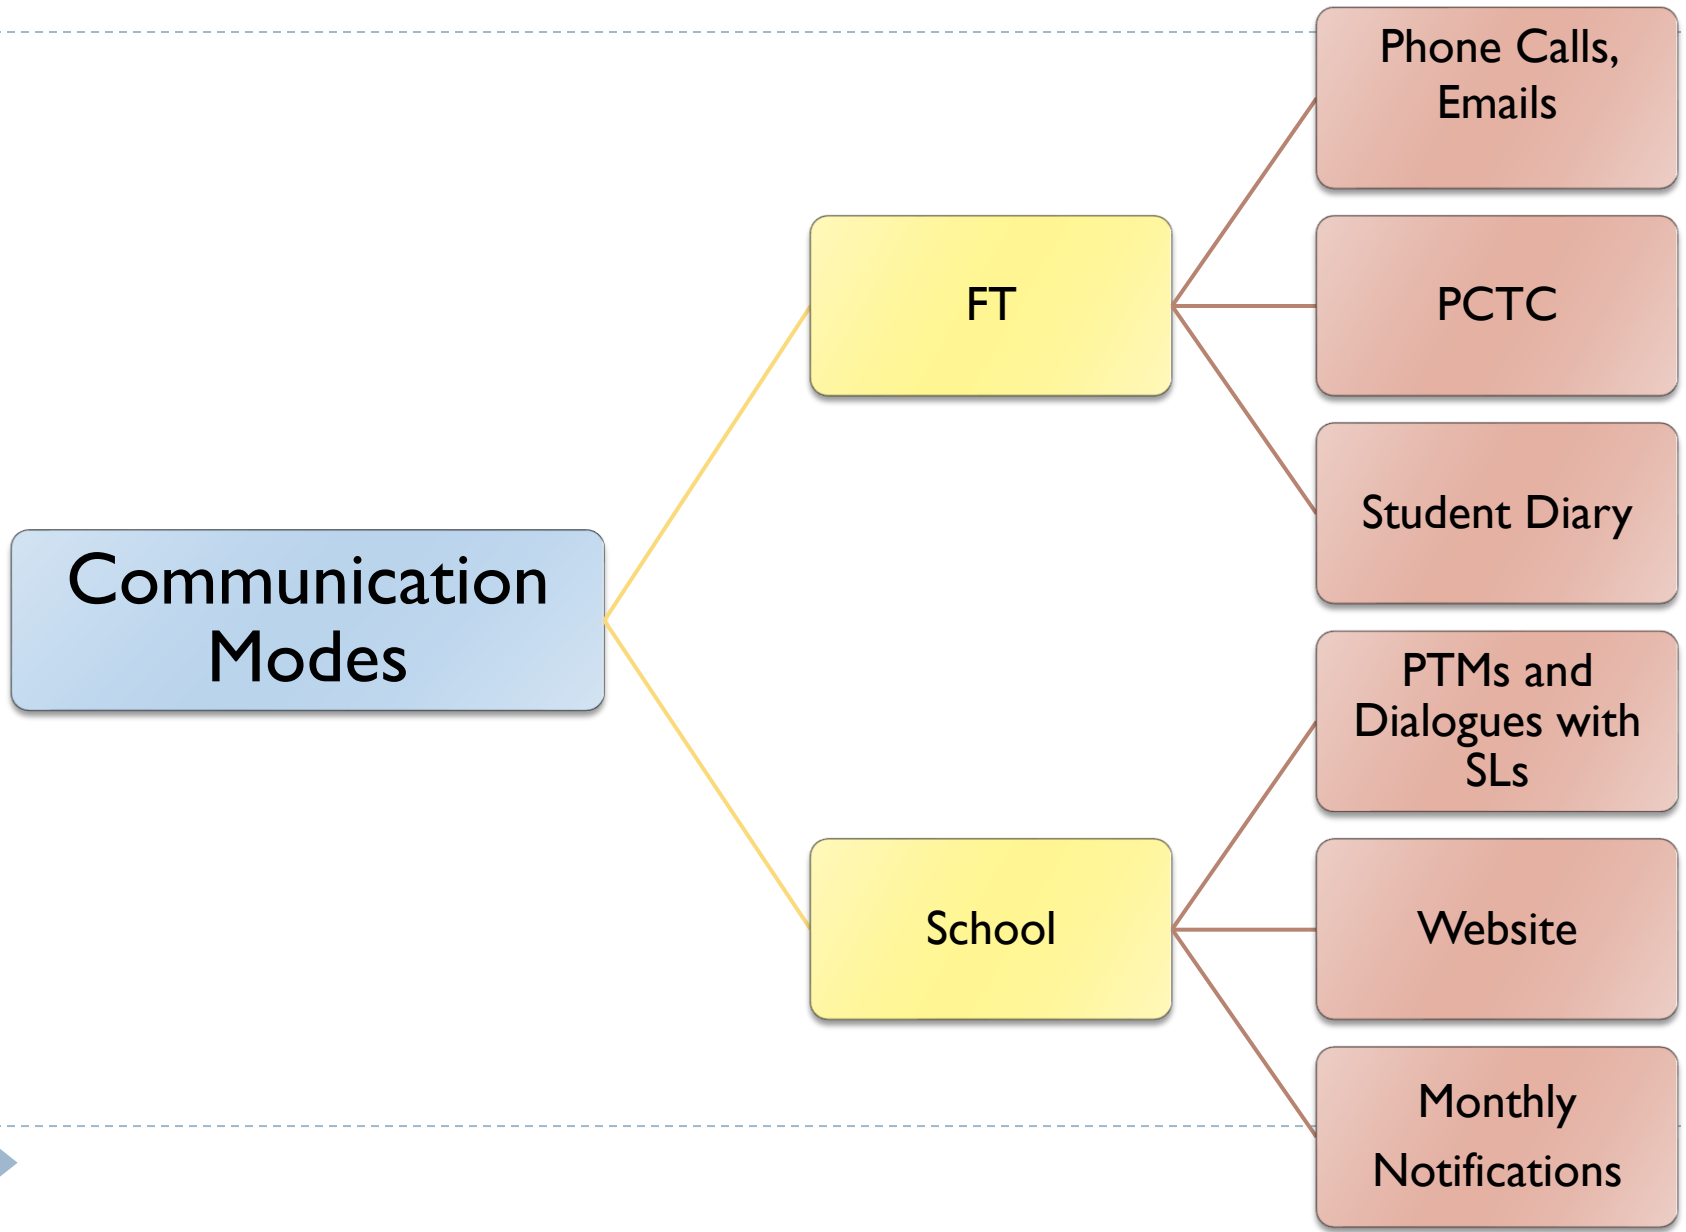 Communication
Modes
FT
Phone Calls,
Emails
PCTC
Student Diary
School
PTMs and
Dialogues with
SLs
Website
Monthly
Notifications